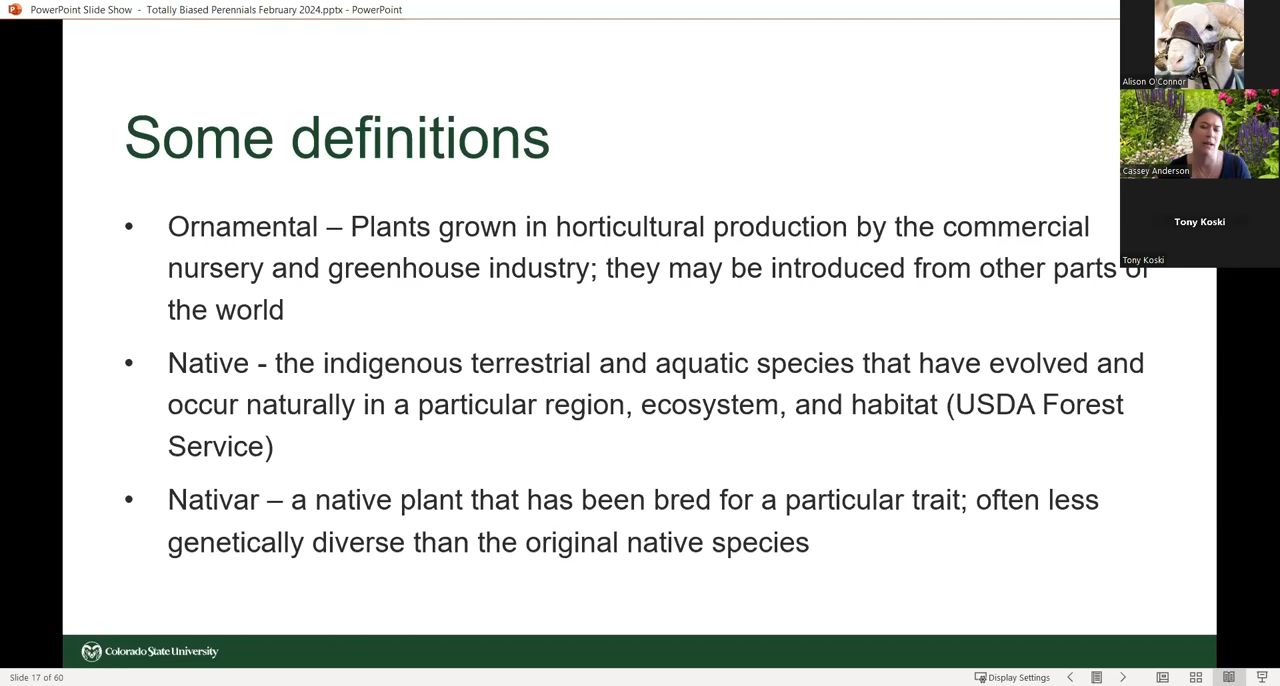 PowerPoint Slide Show - Totally Biased Perennials February 2024.pptx - PowerPoint
Alison O'Connor
Cassey Anderson
Tony Koski
Tony Koski
Some definitions
• Ornamental – Plants grown in horticultural production by the commercial
nursery and greenhouse industry; they may be introduced from other parts of
the world
• Native - the indigenous terrestrial and aquatic species that have evolved and
occur naturally in a particular region, ecosystem, and habitat (USDA Forest
Service)
• Nativar – a native plant that has been bred for a particular trait; often less
genetically diverse than the original native species
Colorado State University
Slide 17 of 60
Display Settings